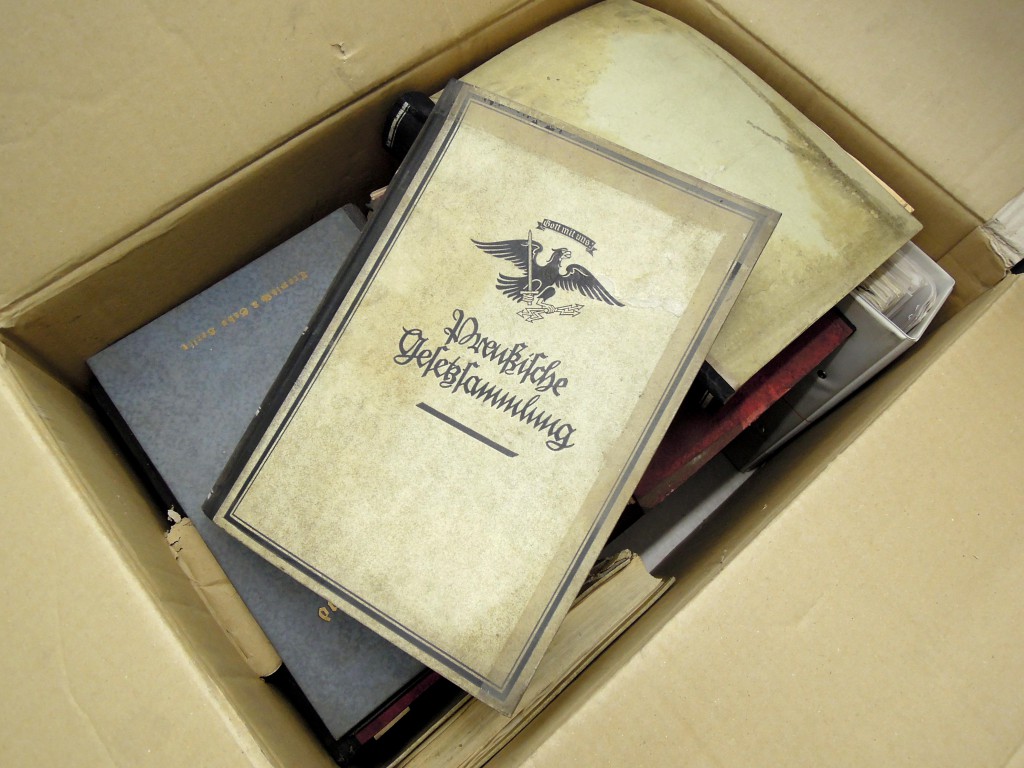 Gott mit uns!
Preußische
Gesetzsammlung